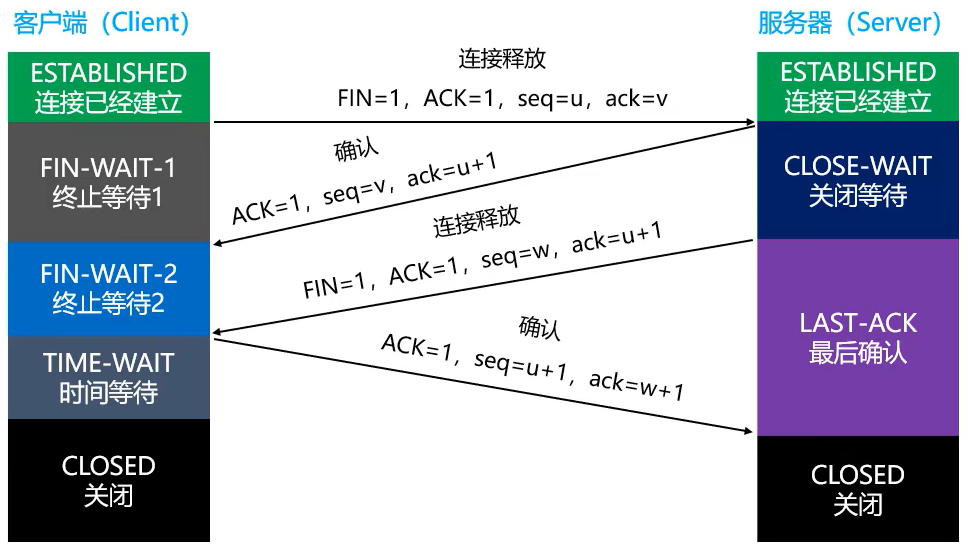 客户端（Client）
服务器（Server）
ESTABLISHED
连接已经建立
FIN-WAIT-1
终止等待1
FIN-WAIT-2
终止等待2
TIME-WAIT
时间等待
CLOSED
关闭
连接释放
FIN=1，ACK=1，seq=u，ack=v
确认
ACK=1，seq=v，ack=u+1
连接释放
FIN=1，ACK=1，seq=w，ack=u+1
确认
ACK=1，seq=u+1，ack=w+1
ESTABLISHED
连接已经建立
CLOSE-WAIT
关闭等待
LAST-ACK
最后确认
CLOSED
关闭